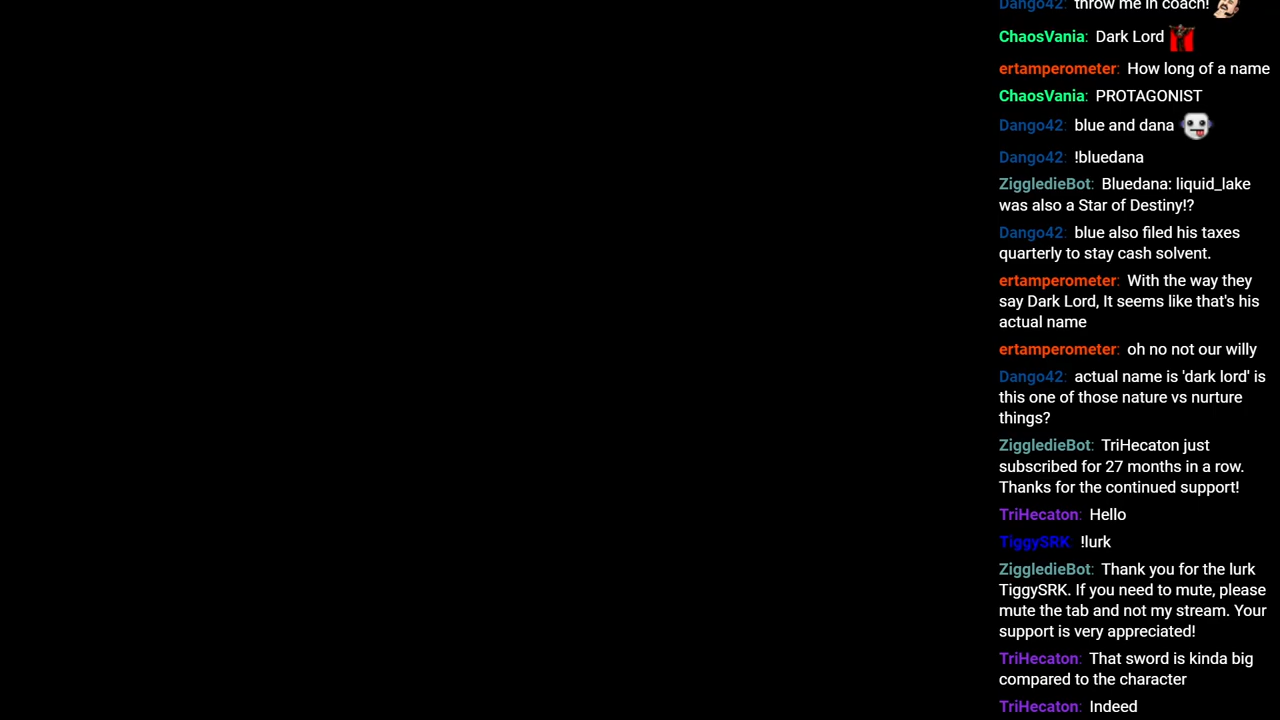 Dango42: throw me in coach!
ChaosVania: Dark Lord
ertamperometer: How long of a name
ChaosVania: PROTAGONIST
Dango42: blue and dana
Dango42: !bluedana
ZiggledieBot: Bluedana: liquid_lake
was also a Star of Destiny!?
Dango42: blue also filed his taxes
quarterly to stay cash solvent.
ertamperometer: With the way they
say Dark Lord, It seems like that's his
actual name
ertamperometer: oh no not our willy
Dango42: actual name is 'dark lord' is
this one of those nature vs nurture
things?
ZiggledieBot: TriHecaton just
subscribed for 27 months in a row.
Thanks for the continued support!
TriHecaton: Hello
TiggySRK: !lurk
ZiggledieBot: Thank you for the lurk
TiggySRK. If you need to mute, please
mute the tab and not my stream. Your
support is very appreciated!
TriHecaton: That sword is kinda big
compared to the character
TriHecaton: Indeed